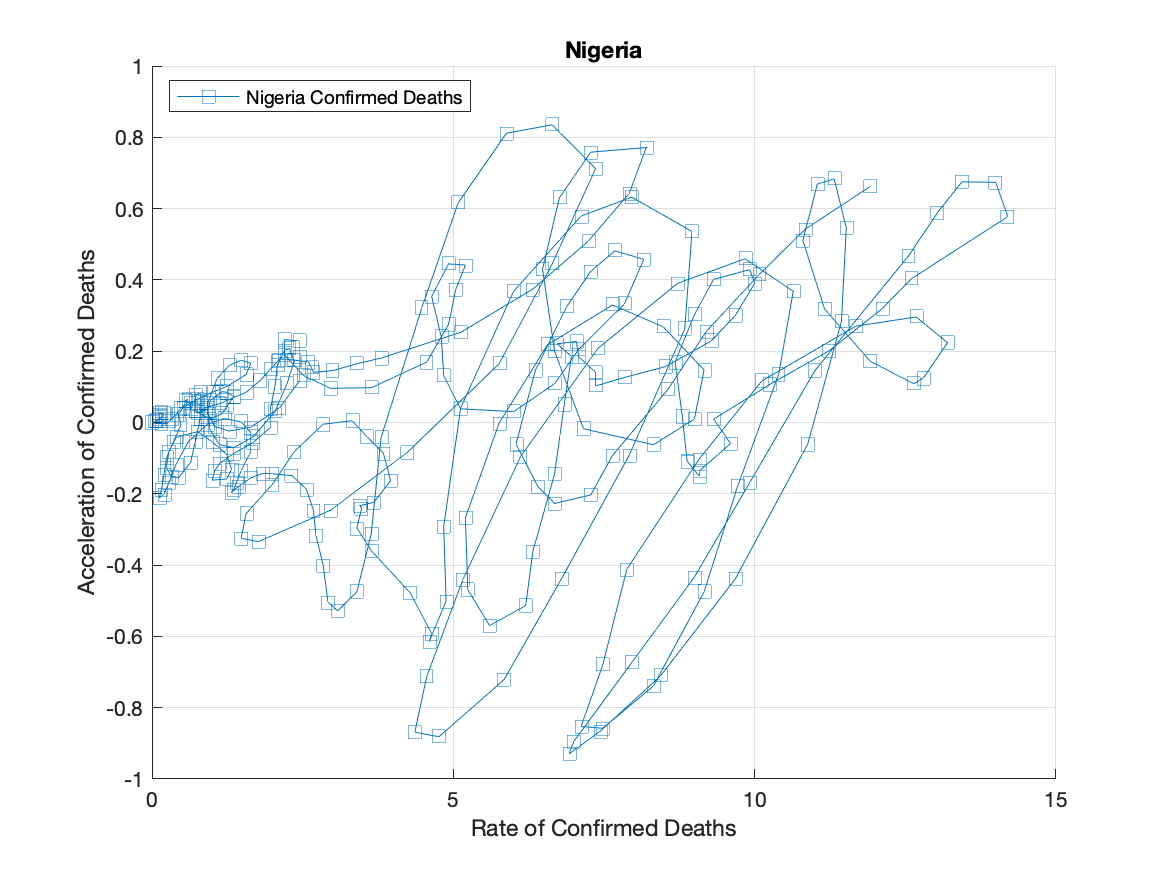 Nigeria
Nigeria Confirmed Deaths
1
0.8
0.6
0.4
0.2
0
-0.2
-0.4
-0.6
-0.8
-1
Acceleration of Confirmed Deaths
0 5 10 15
Rate of Confirmed Deaths